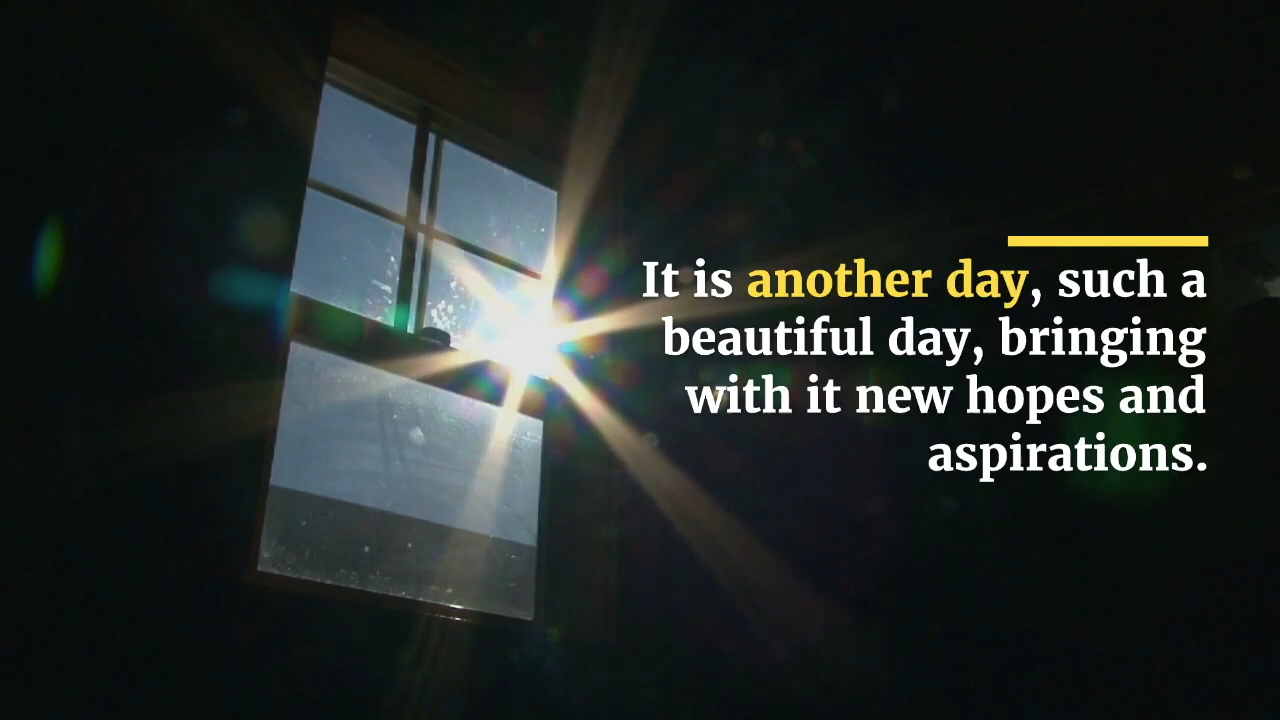 It is another day, such a
beautiful day, bringing
with it new hopes and
aspirations.